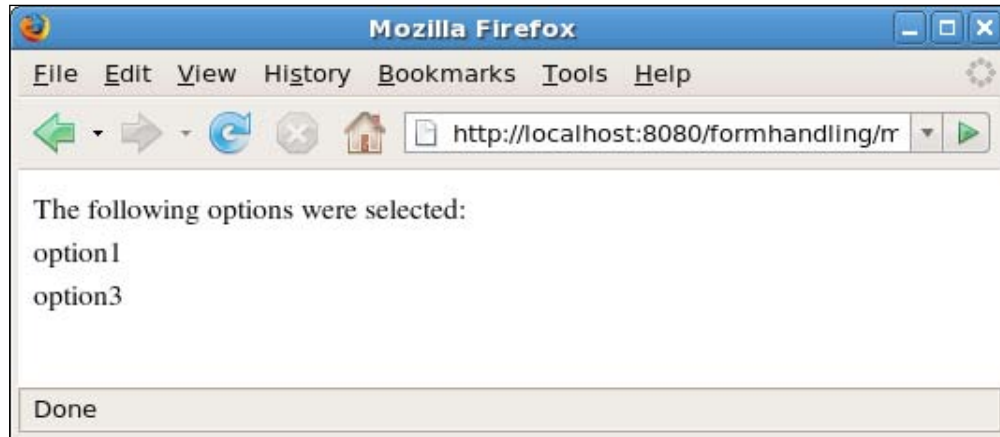 Mozilla Firefox
File Edit View History Bookmarks Tools Help
http://localhost:8080/formhandling/m
The following options were selected:
option1
option3
Done